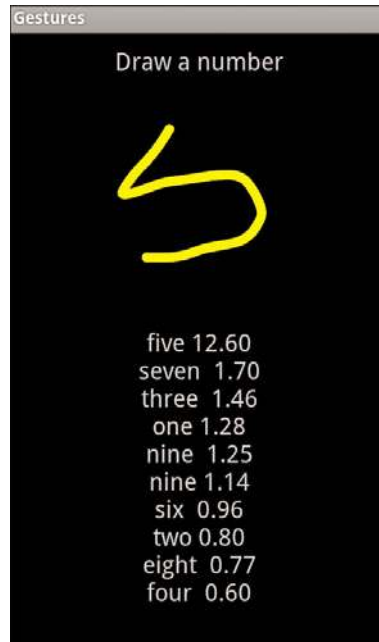 Gestures
Draw a number
five 12.60
seven 1.70
three 1.46
one 1.28
nine 1.25
nine 1.14
six 0.96
two 0.80
eight 0.77
four 0.60